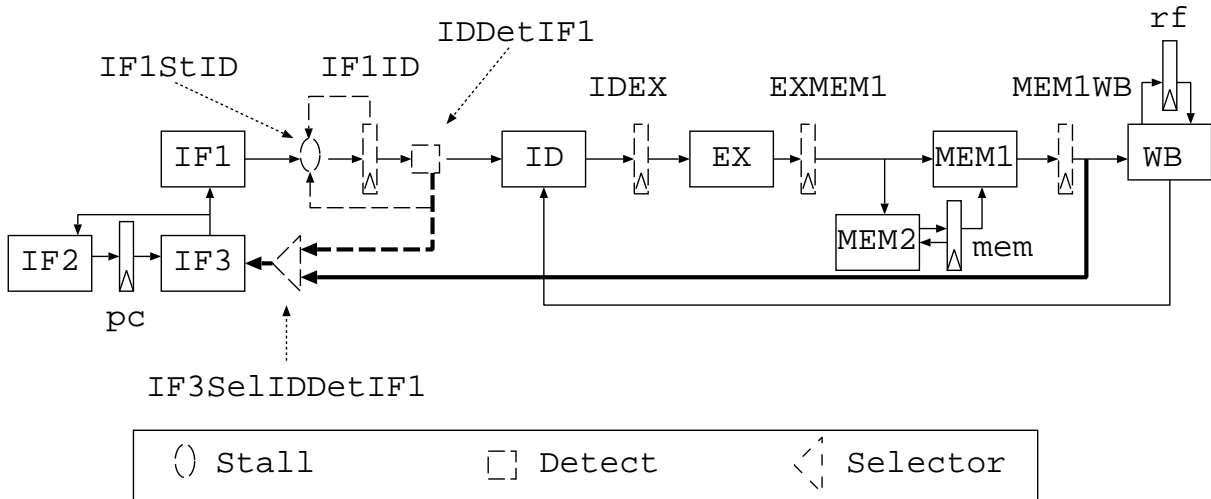 rf
IDDetIF1
IF1StID
IF1ID
IDEX
EXMEM1
MEM1WB
IF1
ID
EX
MEM1
WB
IF2
IF3
MEM2
mem
pc
IF3SelIDDetIF1
Stall
Detect
Selector